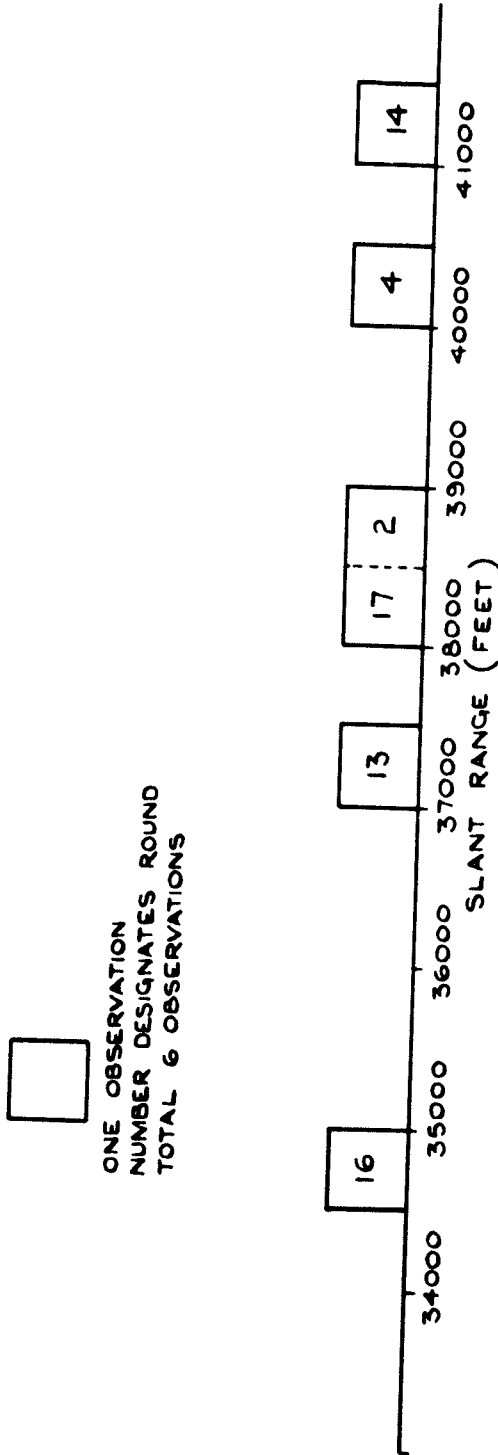 ONE OBSERVATION
NUMBER DESIGNATES ROUND
TOTAL 6 OBSERVATIONS
16 13 17 2 4 14
34000 35000 36000 37000 38000 39000 40000 41000
SLANT RANGE (FEET)